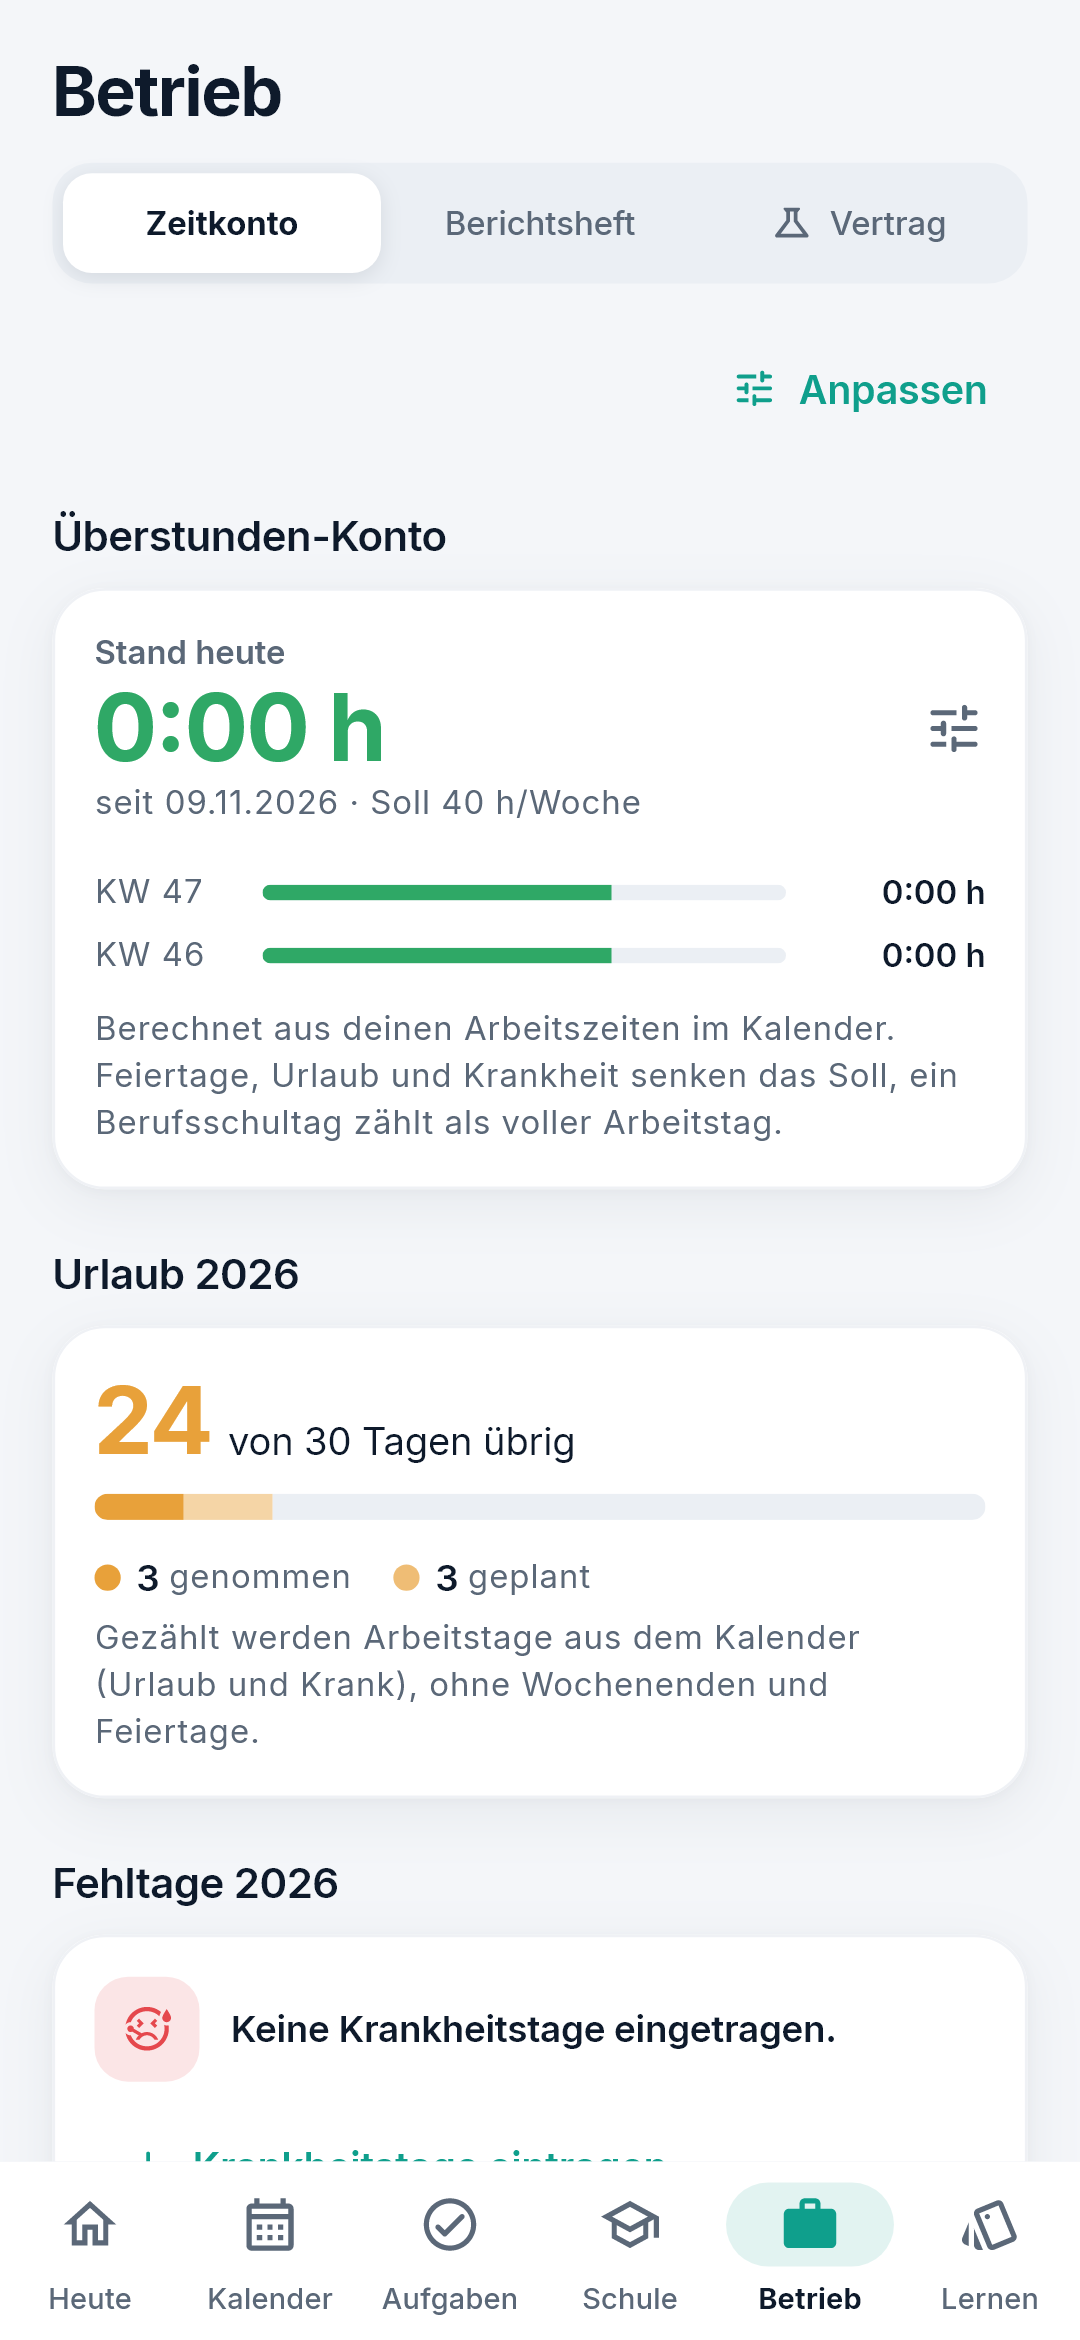 Betrieb
Zeitkonto
Berichtsheft
Vertrag
Anpassen
Überstunden-Konto
Stand heute
0:00 h
seit 09.11.2026 · Soll 40 h/Woche
KW 47 0:00 h
KW 46 0:00 h
Berechnet aus deinen Arbeitszeiten im Kalender.
Feiertage, Urlaub und Krankheit senken das Soll, ein
Berufsschultag zählt als voller Arbeitstag.
Urlaub 2026
24 von 30 Tagen übrig
3 genommen 3 geplant
Gezählt werden Arbeitstage aus dem Kalender
(Urlaub und Krank), ohne Wochenenden und
Feiertage.
Fehltage 2026
Keine Krankheitstage eingetragen.
Krankheitstage eintragen
Heute
Kalender
Aufgaben
Schule
Betrieb
Lernen